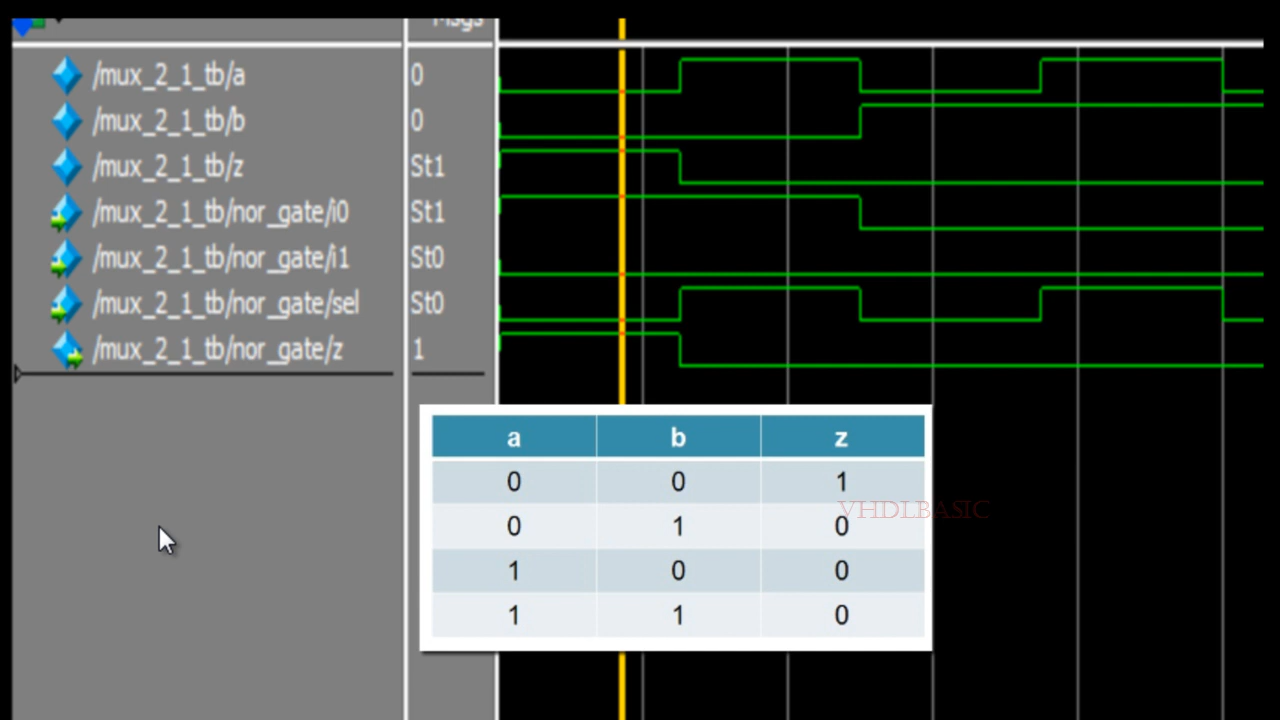 Msgs
/mux_2_1_tb/a 0
/mux_2_1_tb/b 0
/mux_2_1_tb/z St1
/mux_2_1_tb/nor_gate/i0 St1
/mux_2_1_tb/nor_gate/i1 St0
/mux_2_1_tb/nor_gate/sel St0
/mux_2_1_tb/nor_gate/z 1
a b z
0 0 1
VHDLBASIC
0 1 0
1 0 0
1 1 0